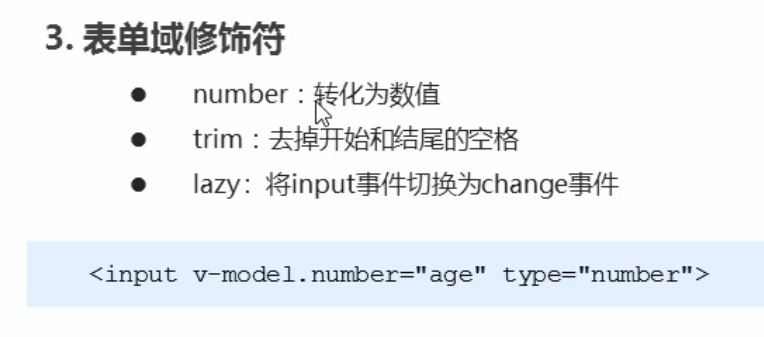 3. 表单域修饰符
● number：转化为数值
● trim：去掉开始和结尾的空格
● lazy：将input事件切换为change事件
<input v-model.number="age" type="number">